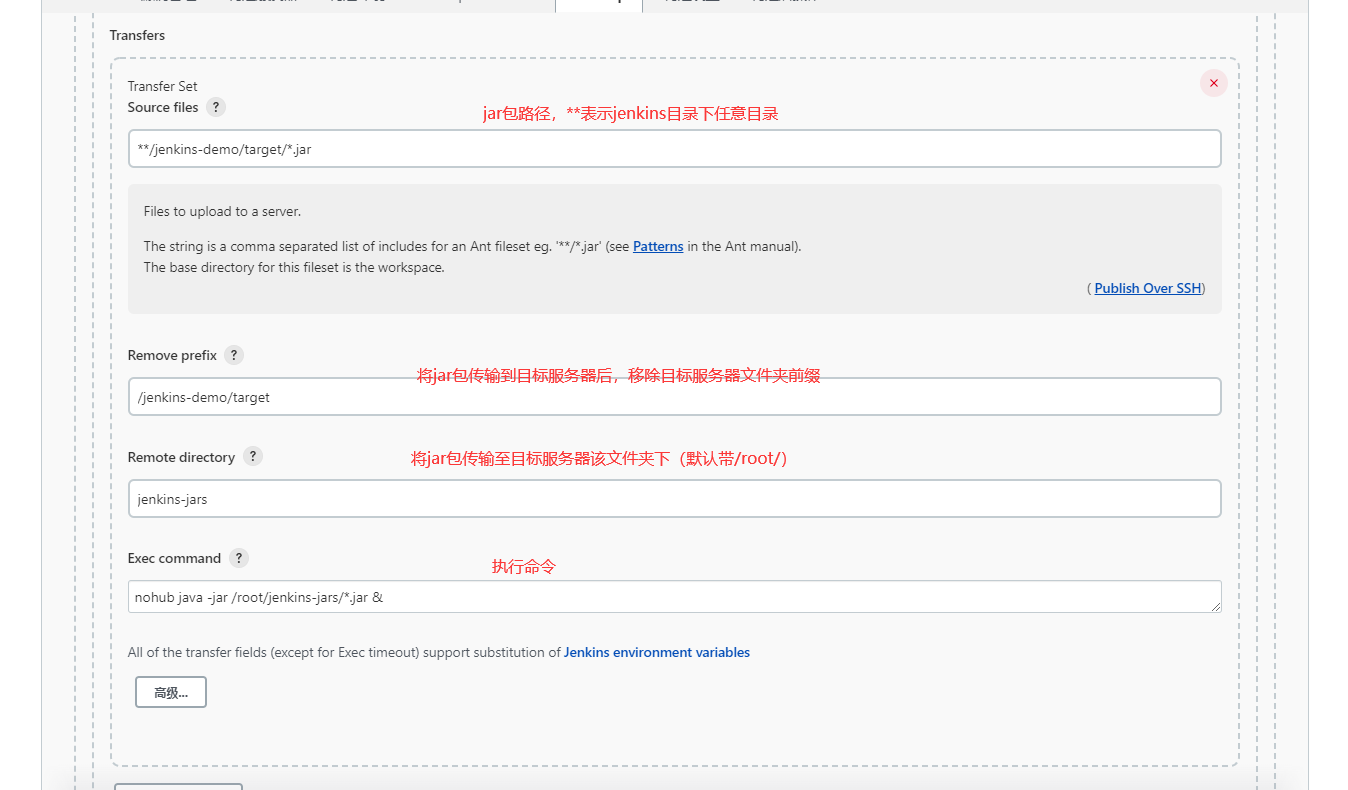 Transfers
Transfer Set
Source files ?
jar包路径，**表示jenkins目录下任意目录
**/jenkins-demo/target/*.jar
Files to upload to a server.
The string is a comma separated list of includes for an Ant fileset eg. '**/*.jar' (see Patterns in the Ant manual).
The base directory for this fileset is the workspace.
( Publish Over SSH)
Remove prefix ?
将jar包传输到目标服务器后，移除目标服务器文件夹前缀
/jenkins-demo/target
Remote directory ?
将jar包传输至目标服务器该文件夹下（默认带/root/）
jenkins-jars
Exec command ?
执行命令
nohub java -jar /root/jenkins-jars/*.jar &
All of the transfer fields (except for Exec timeout) support substitution of Jenkins environment variables
高级...